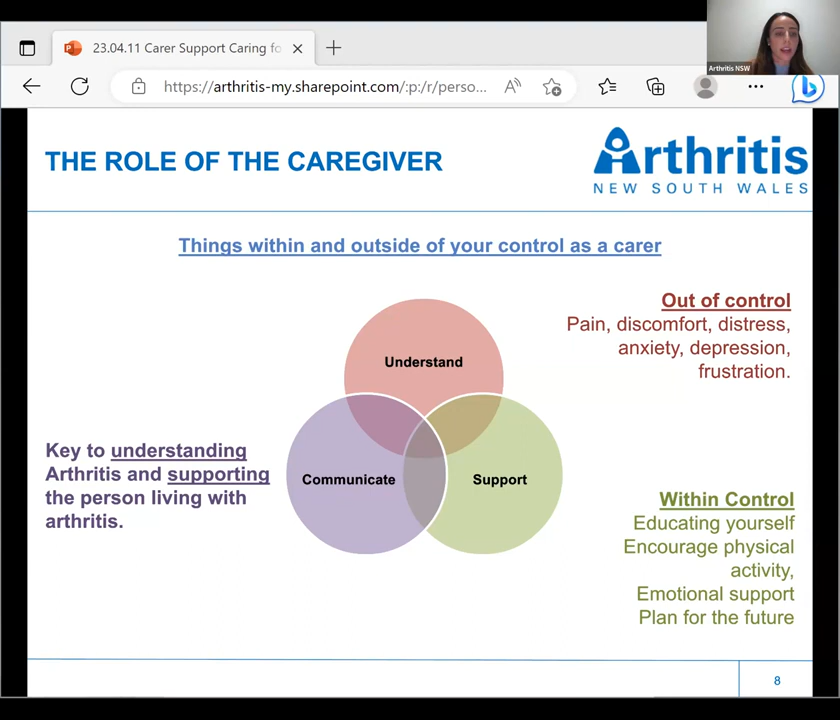 23.04.11 Carer Support Caring fo
https://arthritis-my.sharepoint.com/:p:/r/perso...
Arthritis NSW
THE ROLE OF THE CAREGIVER
Arthritis
NEW SOUTH WALES
Things within and outside of your control as a carer
Out of control
Pain, discomfort, distress,
anxiety, depression,
frustration.
Understand
Key to understanding
Arthritis and supporting
the person living with
arthritis.
Communicate
Support
Within Control
Educating yourself
Encourage physical
activity,
Emotional support
Plan for the future
8